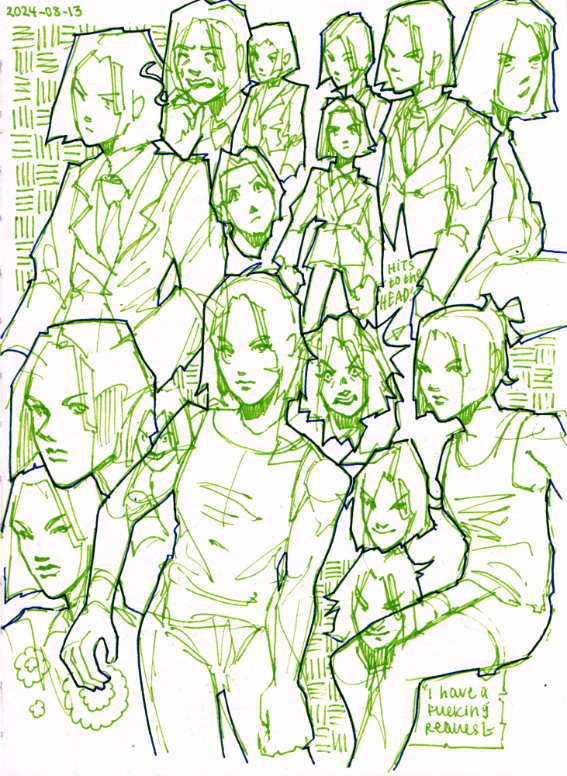 2024-08-13
Hits
to the
HEAD!
I have a
Fucking
request